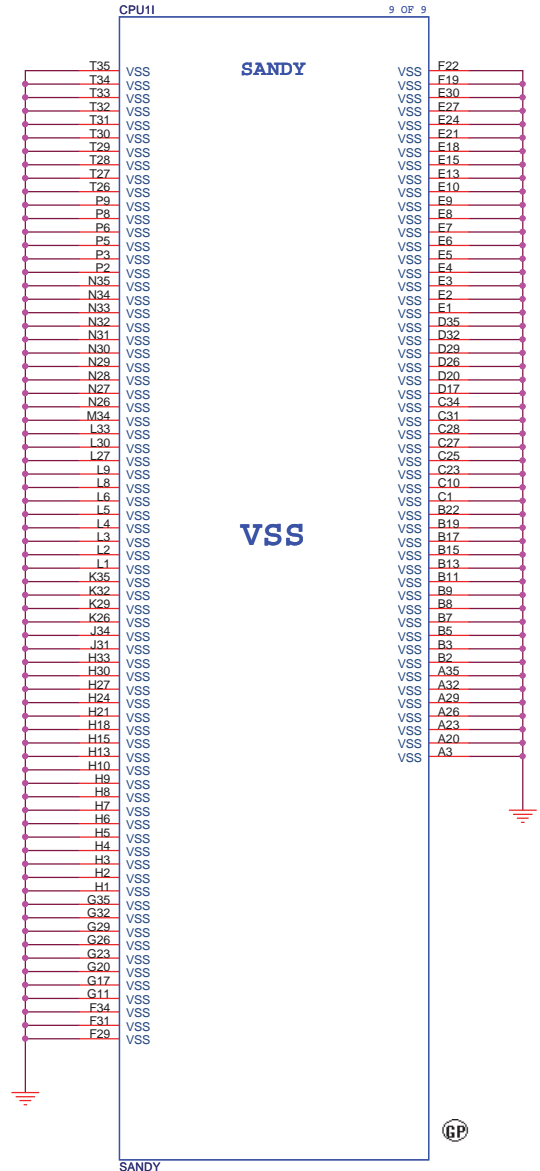 CPU1I 9 OF 9
SANDY
T35 VSS VSS F22
T34 VSS VSS F19
T33 VSS VSS E30
T32 VSS VSS E27
T31 VSS VSS E24
T30 VSS VSS E21
T29 VSS VSS E18
T28 VSS VSS E15
T27 VSS VSS E13
T26 VSS VSS E10
P9 VSS VSS E9
P8 VSS VSS E8
P6 VSS VSS E7
P5 VSS VSS E6
P3 VSS VSS E5
P2 VSS VSS E4
N35 VSS VSS E3
N34 VSS VSS E2
N33 VSS VSS E1
N32 VSS VSS D35
N31 VSS VSS D32
N30 VSS VSS D29
N29 VSS VSS D26
N28 VSS VSS D20
N27 VSS VSS D17
N26 VSS VSS C34
M34 VSS VSS C31
L33 VSS VSS C28
L30 VSS VSS C27
L27 VSS VSS C25
L9 VSS VSS C23
L8 VSS VSS C10
L6 VSS VSS C1
L5 VSS VSS B22
L4 VSS VSS B19
VSS
L3 VSS VSS B17
L2 VSS VSS B15
L1 VSS VSS B13
K35 VSS VSS B11
K32 VSS VSS B9
K29 VSS VSS B8
K26 VSS VSS B7
J34 VSS VSS B5
J31 VSS VSS B3
H33 VSS VSS B2
H30 VSS VSS A35
H27 VSS VSS A32
H24 VSS VSS A29
H21 VSS VSS A26
H18 VSS VSS A23
H15 VSS VSS A20
H13 VSS VSS A3
H10 VSS
H9 VSS
H8 VSS
H7 VSS
H6 VSS
H5 VSS
H4 VSS
H3 VSS
H2 VSS
H1 VSS
G35 VSS
G32 VSS
G29 VSS
G26 VSS
G23 VSS
G20 VSS
G17 VSS
G11 VSS
F34 VSS
F31 VSS
F29 VSS
GP
SANDY